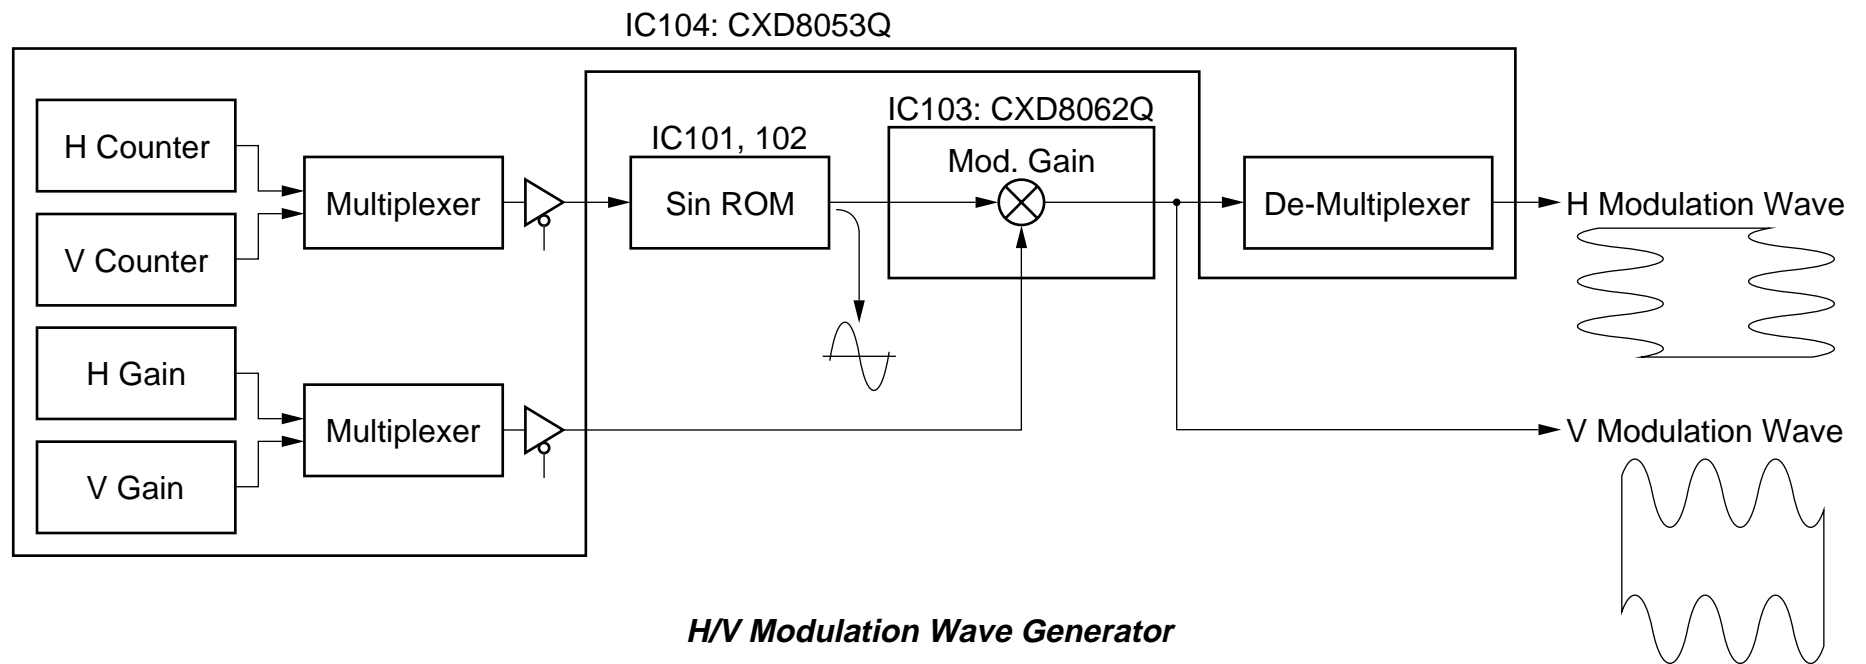 IC104: CXD8053Q
IC103: CXD8062Q
IC101, 102
H Counter
Mod. Gain
Multiplexer
Sin ROM
De-Multiplexer
H Modulation Wave
V Counter
H Gain
Multiplexer
V Modulation Wave
V Gain
H/V Modulation Wave Generator